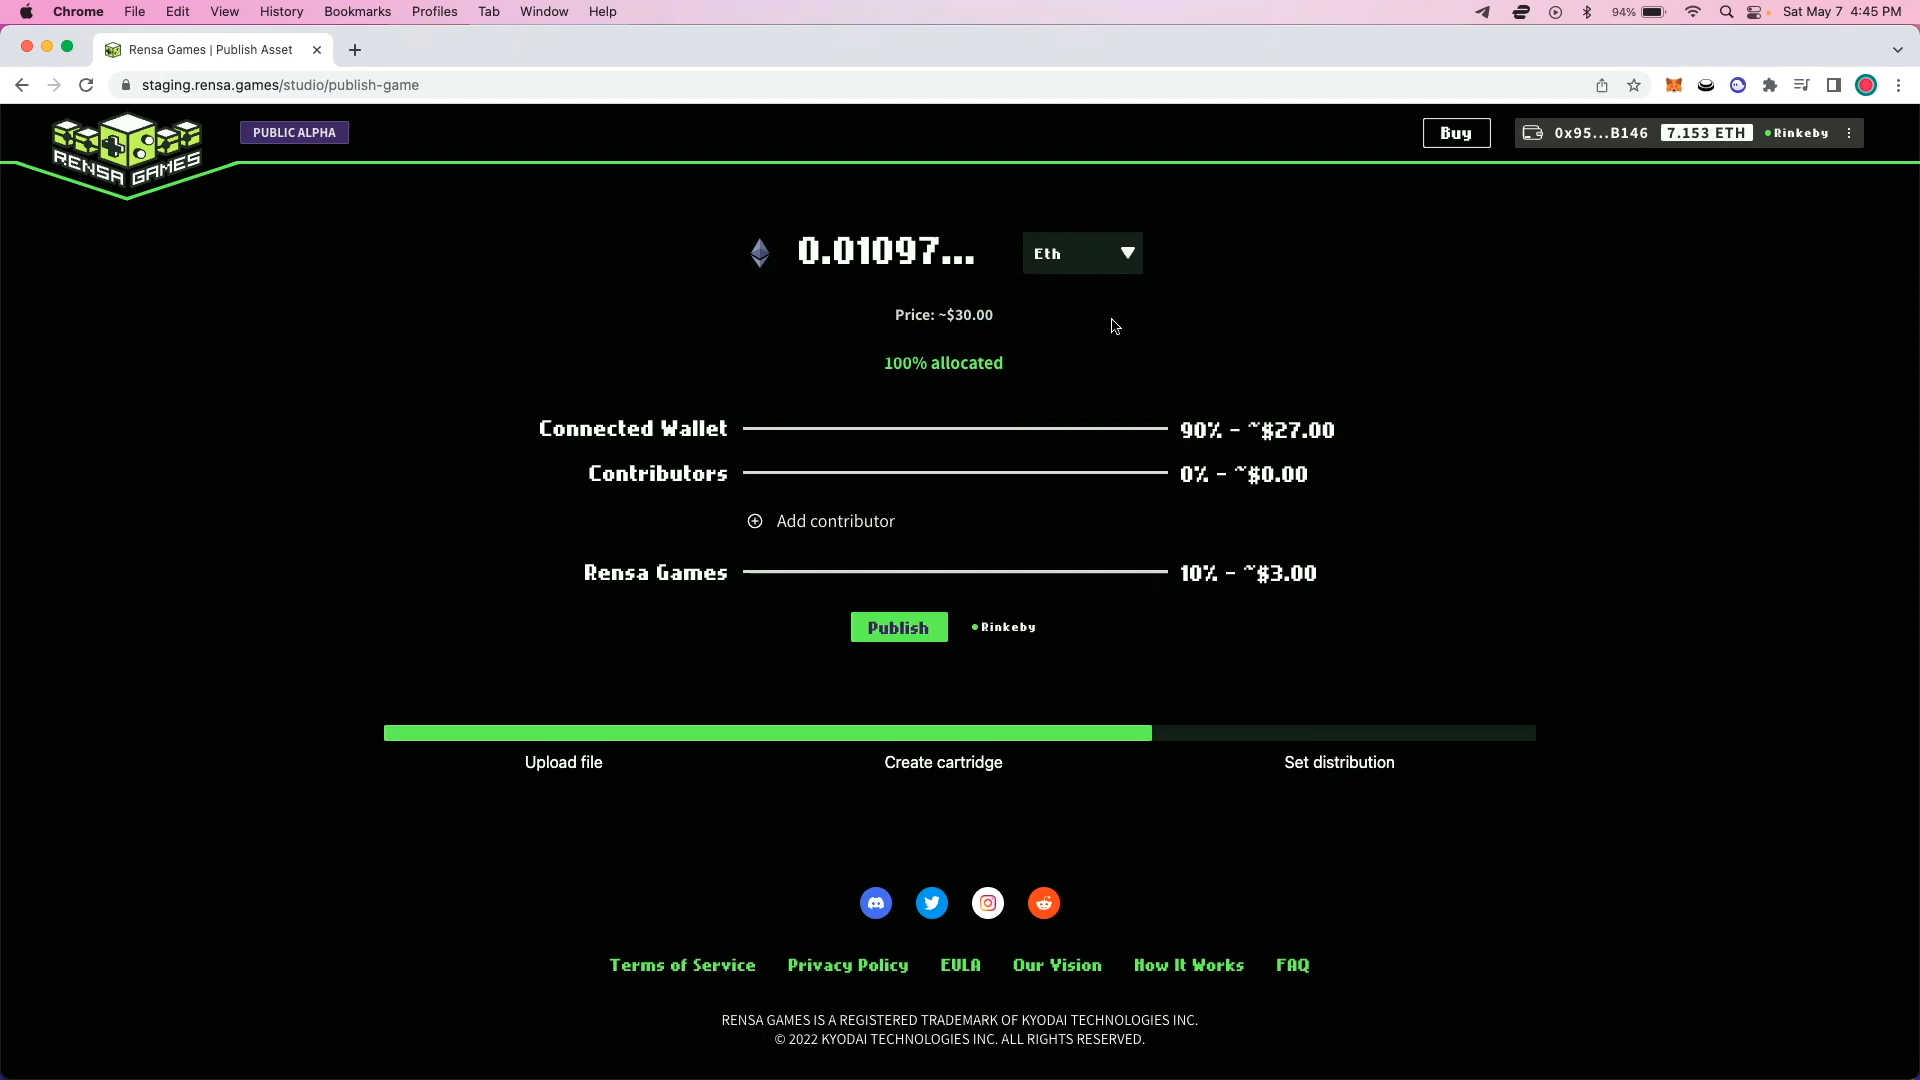 Chrome File Edit View History Bookmarks Profiles Tab Window Help
94% Sat May 7 4:45 PM
Rensa Games | Publish Asset
staging.rensa.games/studio/publish-game
RENSA GAMES
PUBLIC ALPHA
Buy
0x95...B146 7.153 ETH Rinkeby
0.01097...
Eth
Price: ~$30.00
100% allocated
Connected Wallet 90% - ~$27.00
Contributors 0% - ~$0.00
Add contributor
Rensa Games 10% - ~$3.00
Publish Rinkeby
Upload file Create cartridge Set distribution
Terms of Service Privacy Policy EULA Our Vision How It Works FAQ
RENSA GAMES IS A REGISTERED TRADEMARK OF KYODAI TECHNOLOGIES INC.
© 2022 KYODAI TECHNOLOGIES INC. ALL RIGHTS RESERVED.